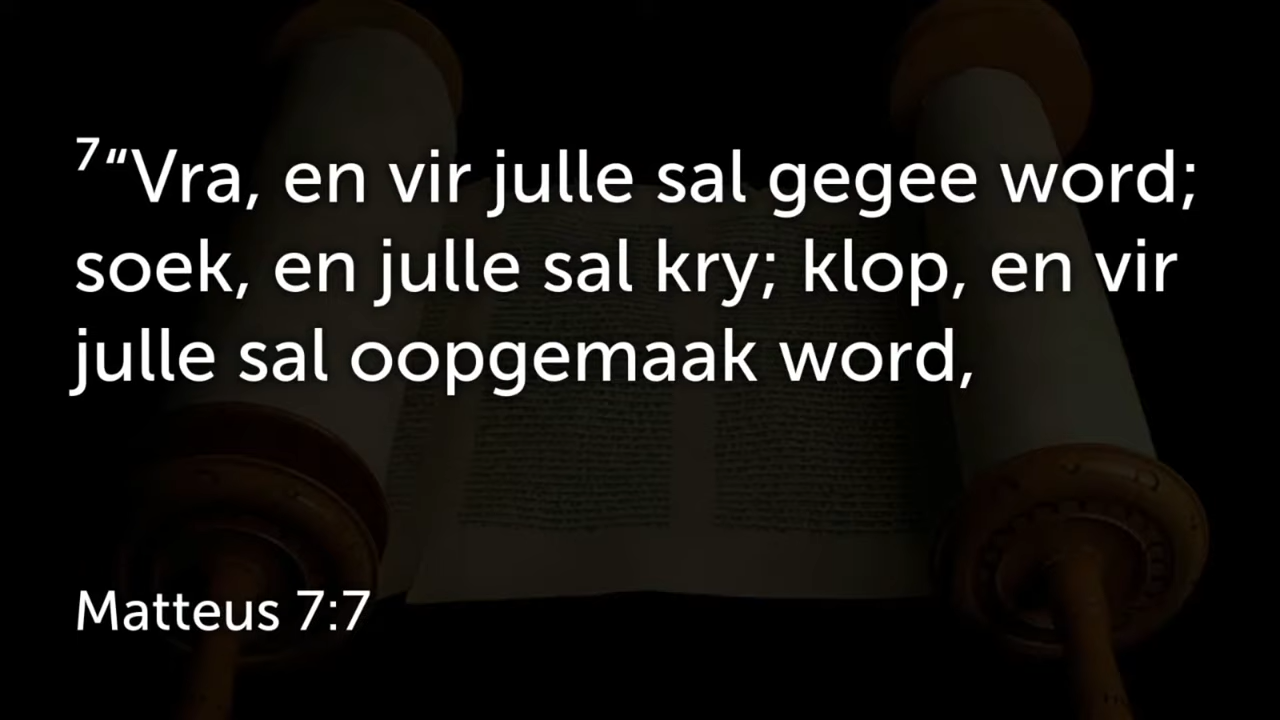 7“Vra, en vir julle sal gegee word;
soek, en julle sal kry; klop, en vir
julle sal oopgemaak word,
Matteus 7:7